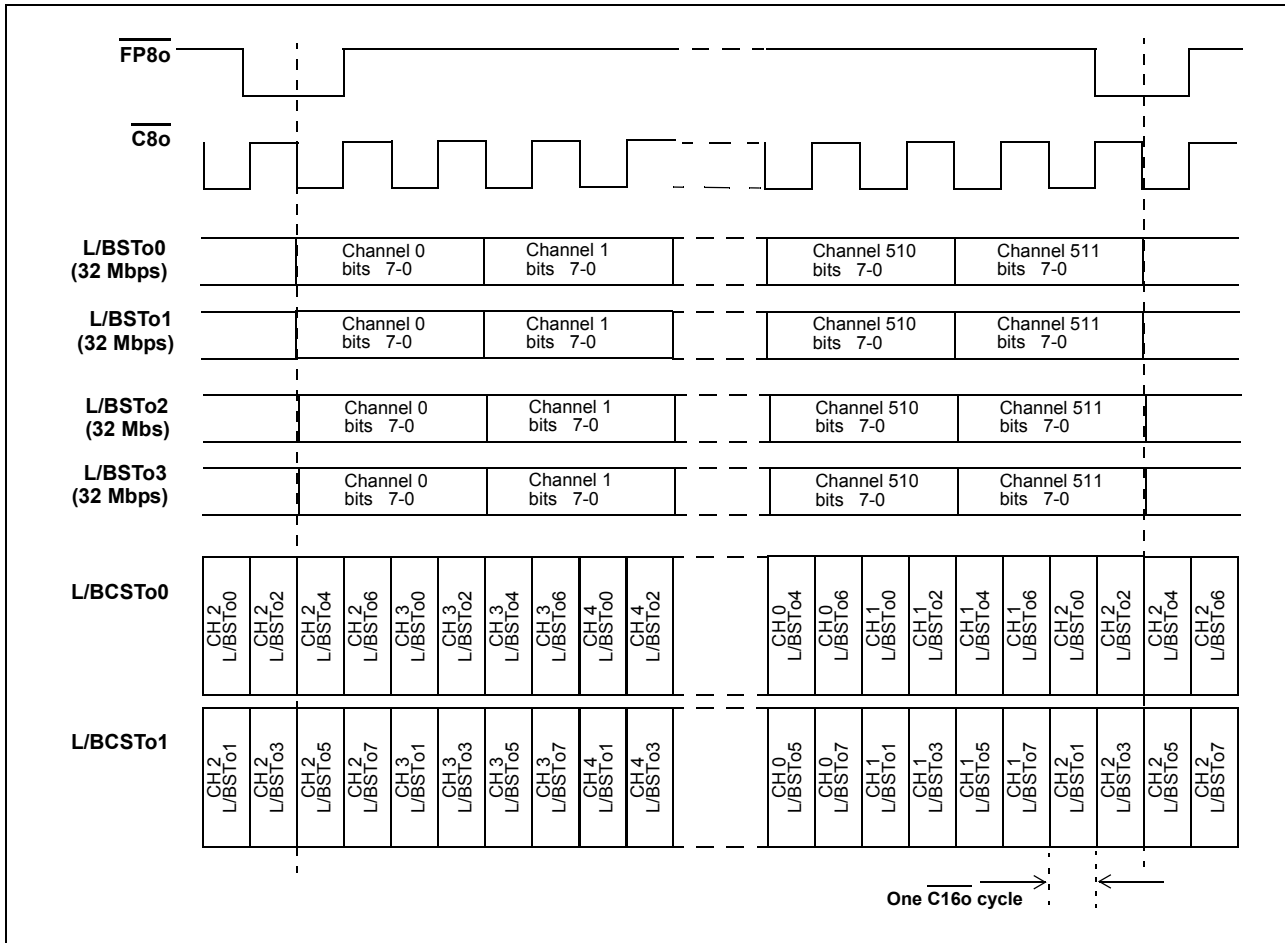 FP8o
C8o
L/BSTo0
(32 Mbps)
Channel 0
bits 7-0
Channel 1
bits 7-0
Channel 510
bits 7-0
Channel 511
bits 7-0
L/BSTo1
(32 Mbps)
Channel 0
bits 7-0
Channel 1
bits 7-0
Channel 510
bits 7-0
Channel 511
bits 7-0
L/BSTo2
(32 Mbs)
Channel 0
bits 7-0
Channel 1
bits 7-0
Channel 510
bits 7-0
Channel 511
bits 7-0
L/BSTo3
(32 Mbps)
Channel 0
bits 7-0
Channel 1
bits 7-0
Channel 510
bits 7-0
Channel 511
bits 7-0
L/BCSTo0
CH 2
L/BSTo0
CH 2
L/BSTo2
CH 2
L/BSTo4
CH 2
L/BSTo6
CH 3
L/BSTo0
CH 3
L/BSTo2
CH 3
L/BSTo4
CH 3
L/BSTo6
CH 4
L/BSTo0
CH 4
L/BSTo2
CH 0
L/BSTo4
CH 0
L/BSTo6
CH 1
L/BSTo0
CH 1
L/BSTo2
CH 1
L/BSTo4
CH 1
L/BSTo6
CH 2
L/BSTo0
CH 2
L/BSTo2
CH 2
L/BSTo4
CH 2
L/BSTo6
L/BCSTo1
CH 2
L/BSTo1
CH 2
L/BSTo3
CH 2
L/BSTo5
CH 2
L/BSTo7
CH 3
L/BSTo1
CH 3
L/BSTo3
CH 3
L/BSTo5
CH 3
L/BSTo7
CH 4
L/BSTo1
CH 4
L/BSTo3
CH 0
L/BSTo5
CH 0
L/BSTo7
CH 1
L/BSTo1
CH 1
L/BSTo3
CH 1
L/BSTo5
CH 1
L/BSTo7
CH 2
L/BSTo1
CH 2
L/BSTo3
CH 2
L/BSTo5
CH 2
L/BSTo7
One C16o cycle